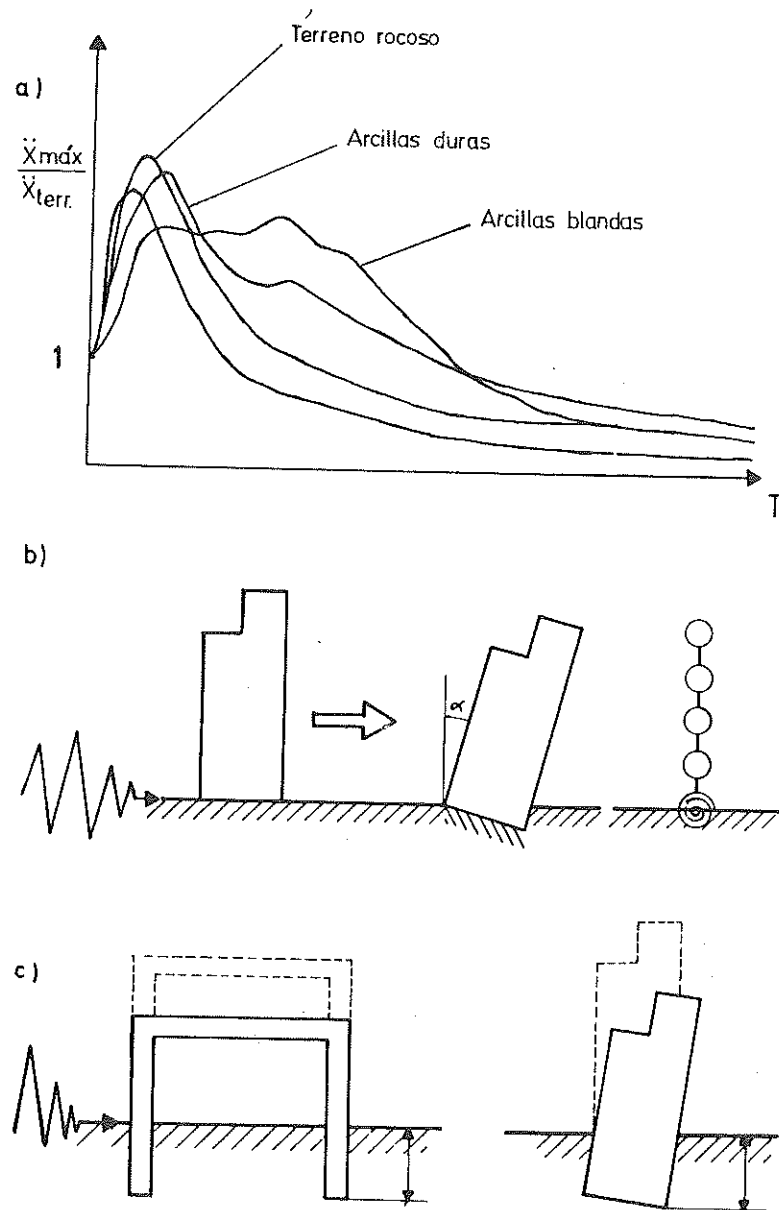 a)
Terreno rocoso
Ẍmáx
Ẍterr.
Arcillas duras
Arcillas blandas
1
T
b)
α
c)